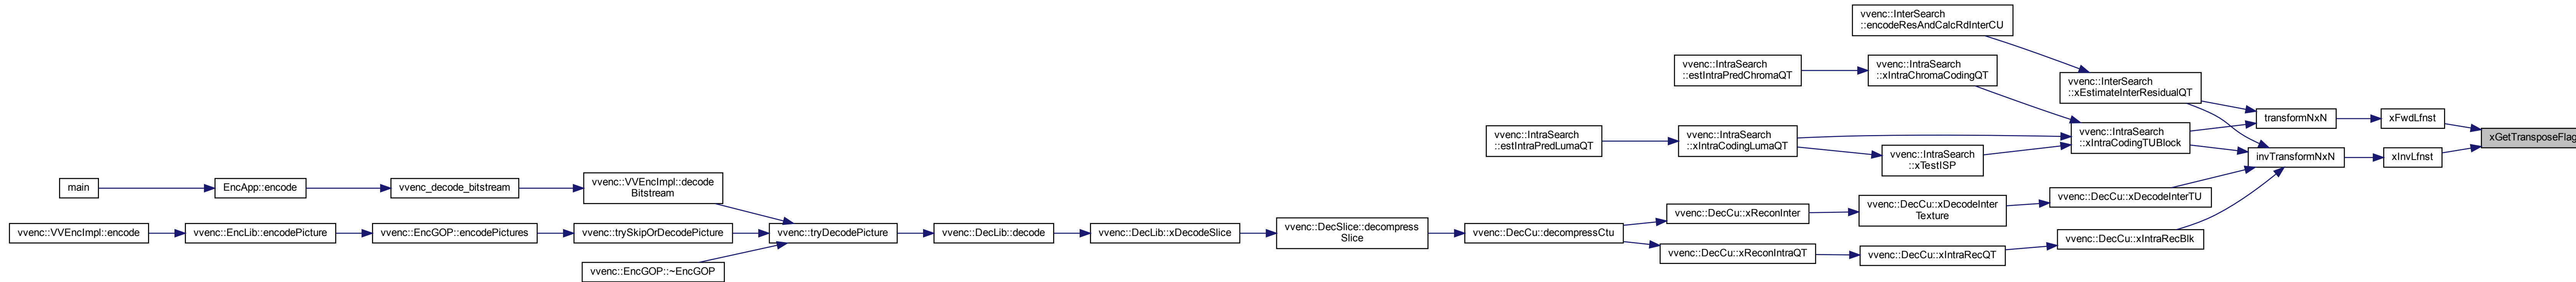 vvenc::InterSearch
::encodeResAndCalcRdInterCU
vvenc::IntraSearch
::estIntraPredChromaQT
vvenc::IntraSearch
::xIntraChromaCodingQT
vvenc::InterSearch
::xEstimateInterResidualQT
transformNxN
xFwdLfnst
xGetTransposeFlag
vvenc::IntraSearch
::estIntraPredLumaQT
vvenc::IntraSearch
::xIntraCodingLumaQT
vvenc::IntraSearch
::xTestISP
vvenc::IntraSearch
::xIntraCodingTUBlock
invTransformNxN
xInvLfnst
main
EncApp::encode
vvenc_decode_bitstream
vvenc::VVEncImpl::decode
Bitstream
vvenc::VVEncImpl::encode
vvenc::EncLib::encodePicture
vvenc::EncGOP::encodePictures
vvenc::trySkipOrDecodePicture
vvenc::tryDecodePicture
vvenc::EncGOP::~EncGOP
vvenc::DecLib::decode
vvenc::DecLib::xDecodeSlice
vvenc::DecSlice::decompress
Slice
vvenc::DecCu::decompressCtu
vvenc::DecCu::xReconInter
vvenc::DecCu::xDecodeInter
Texture
vvenc::DecCu::xDecodeInterTU
vvenc::DecCu::xReconIntraQT
vvenc::DecCu::xIntraRecQT
vvenc::DecCu::xIntraRecBlk